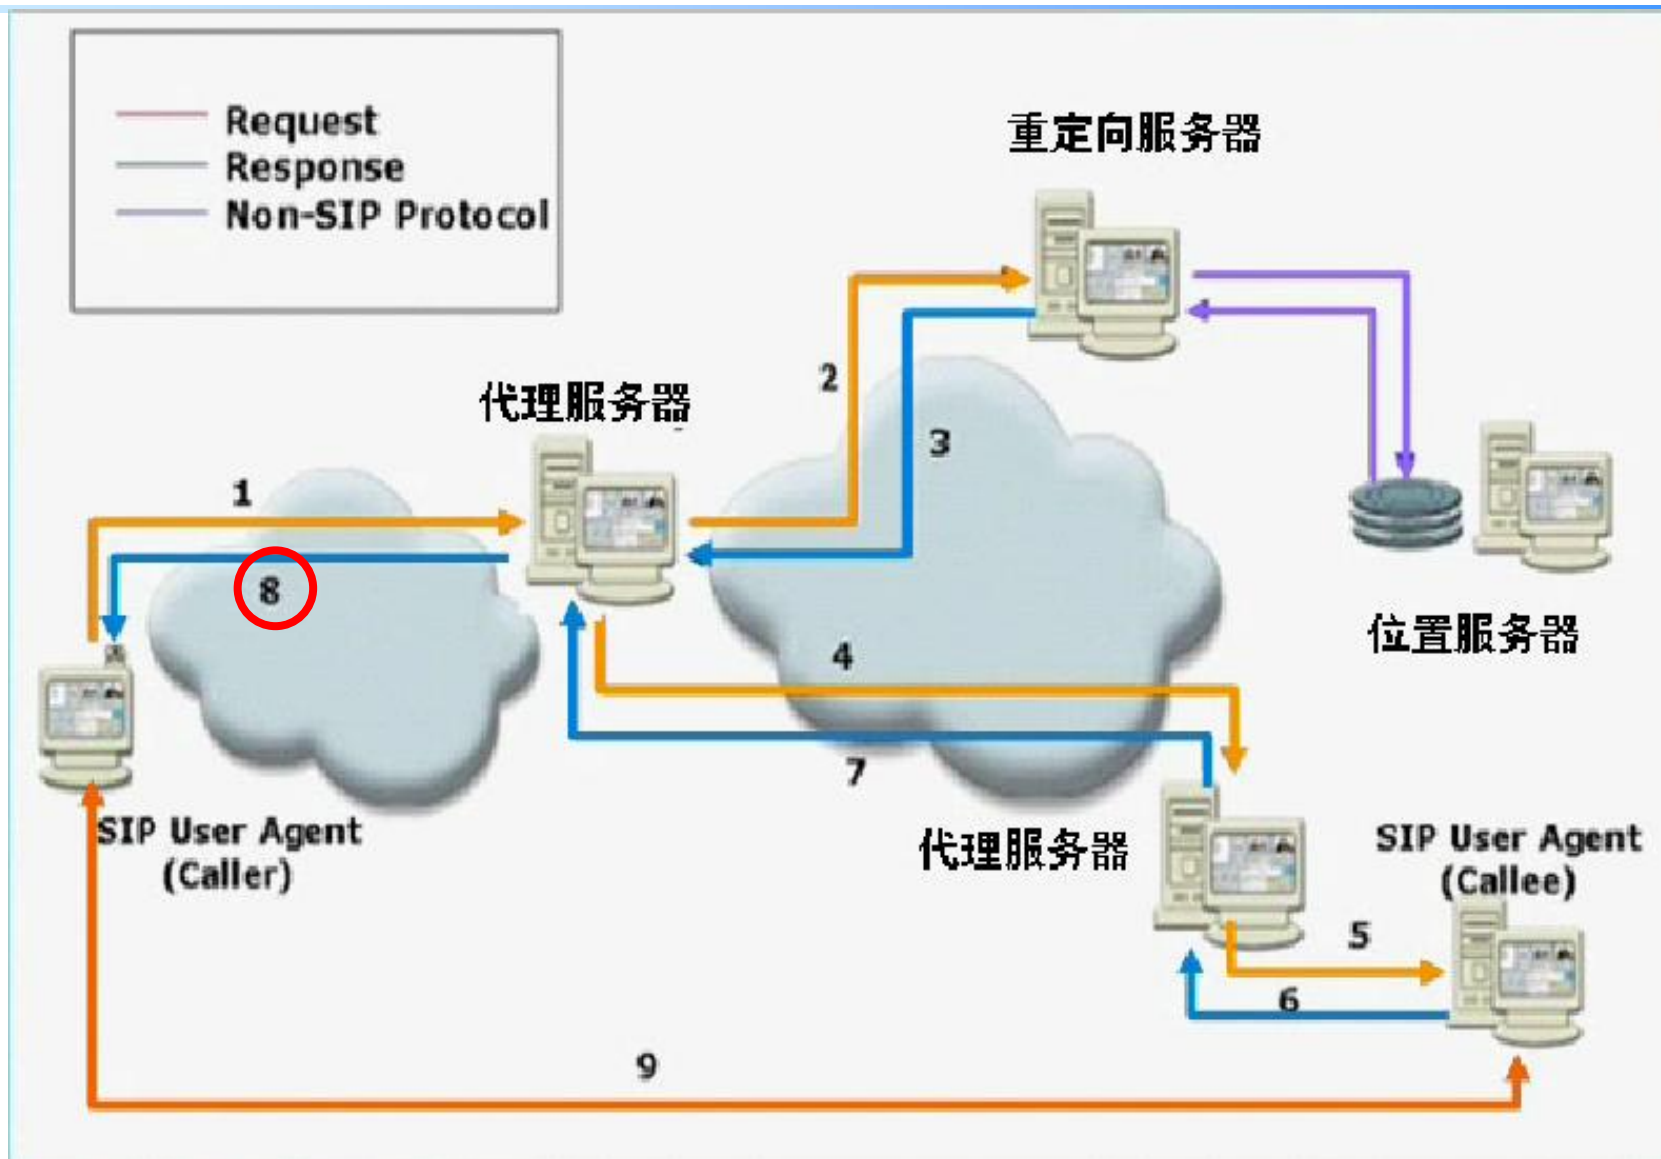 Request
Response
Non-SIP Protocol
重定向服务器
代理服务器
2
3
1
8
位置服务器
4
7
SIP User Agent
(Caller)
代理服务器
SIP User Agent
(Callee)
5
6
9